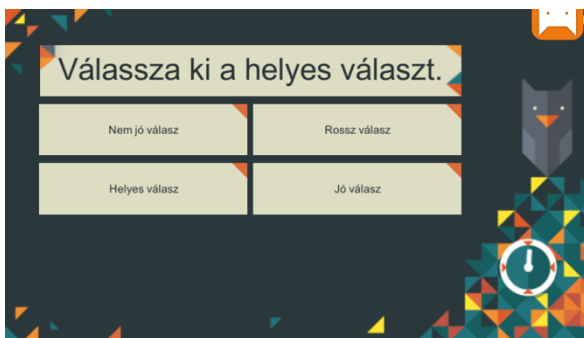 Válassza ki a helyes választ.
Nem jó válasz
Rossz válasz
Helyes válasz
Jó válasz